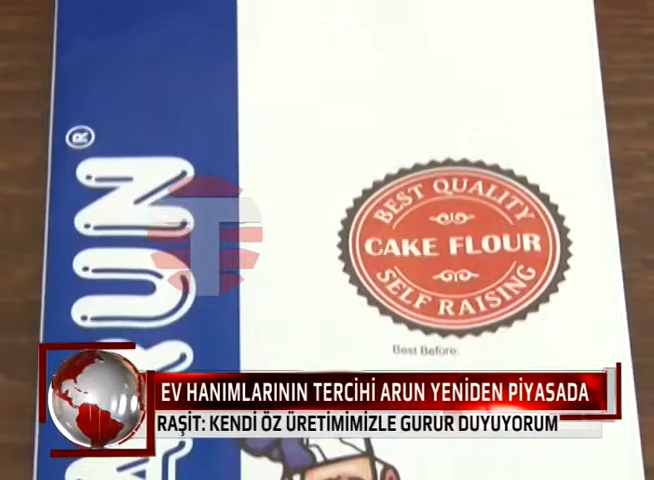 ARUN®
BEST QUALITY
CAKE FLOUR
SELF RAISING
Best Before:
EV HANIMLARININ TERCİHİ ARUN YENİDEN PİYASADA
RAŞİT: KENDİ ÖZ ÜRETİMİMİZLE GURUR DUYUYORUM